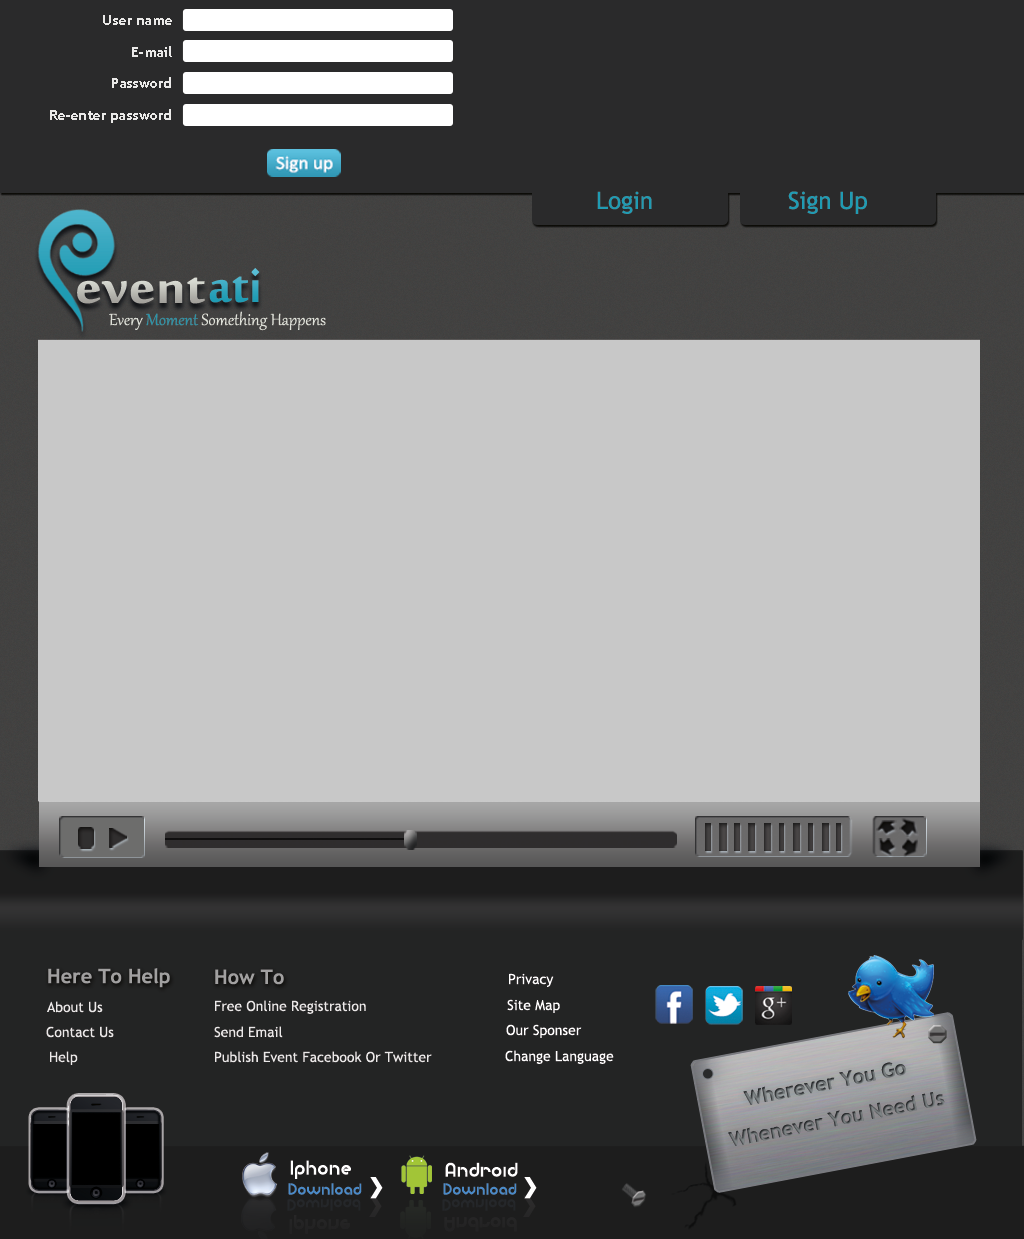 User name
E-mail
Password
Re-enter password
Sign up
Login
Sign Up
eventati
Every Moment Something Happens
Here To Help
About Us
Contact Us
Help
How To
Free Online Registration
Send Email
Publish Event Facebook Or Twitter
Privacy
Site Map
Our Sponser
Change Language
f
g+
Wherever You Go
Whenever You Need Us
Iphone
Download
Android
Download